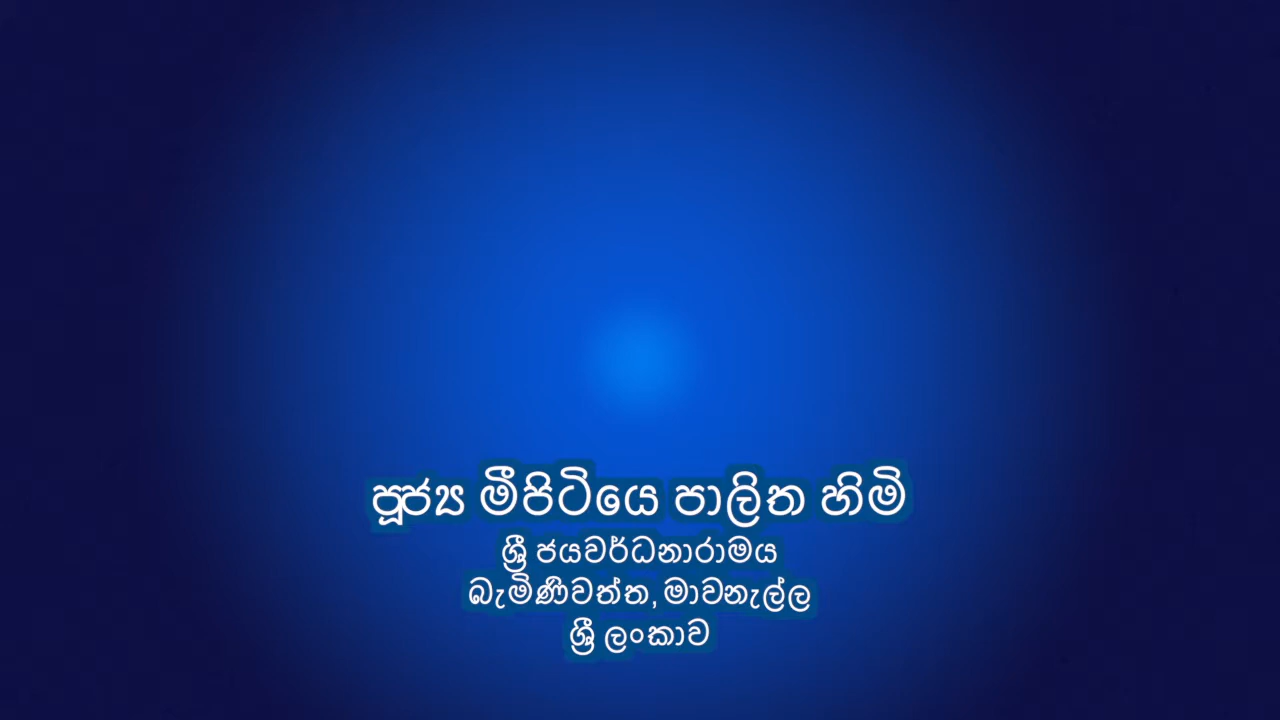 පූජ්‍ය මීපිටියෙ පාලිත හිමි
ශ්‍රී ජයවර්ධනාරාමය
බැමිණිවත්ත, මාවනැල්ල
ශ්‍රී ලංකාව